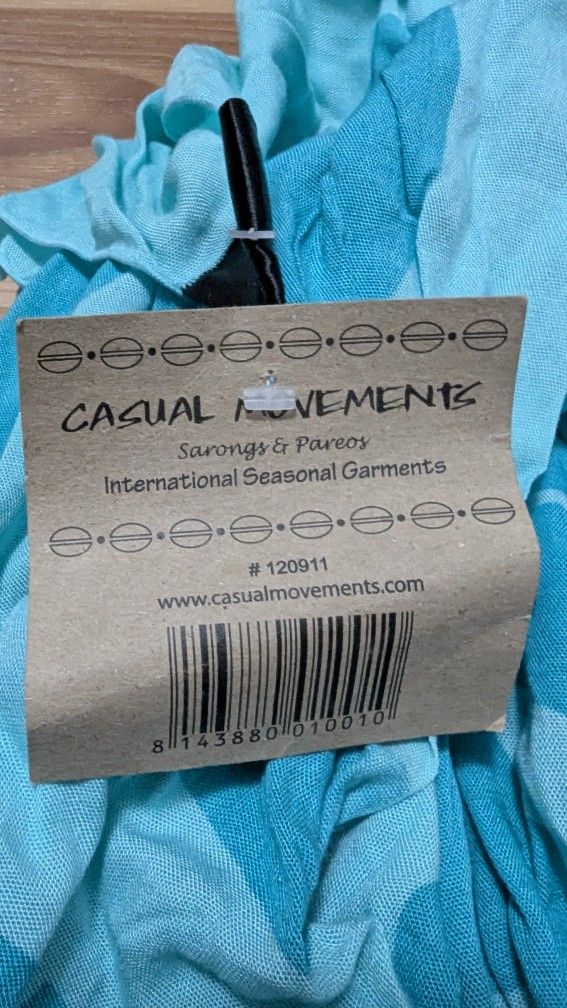 CASUAL MOVEMENTS
Sarongs & Pareos
International Seasonal Garments
# 120911
www.casualmovements.com
8 143880 010010